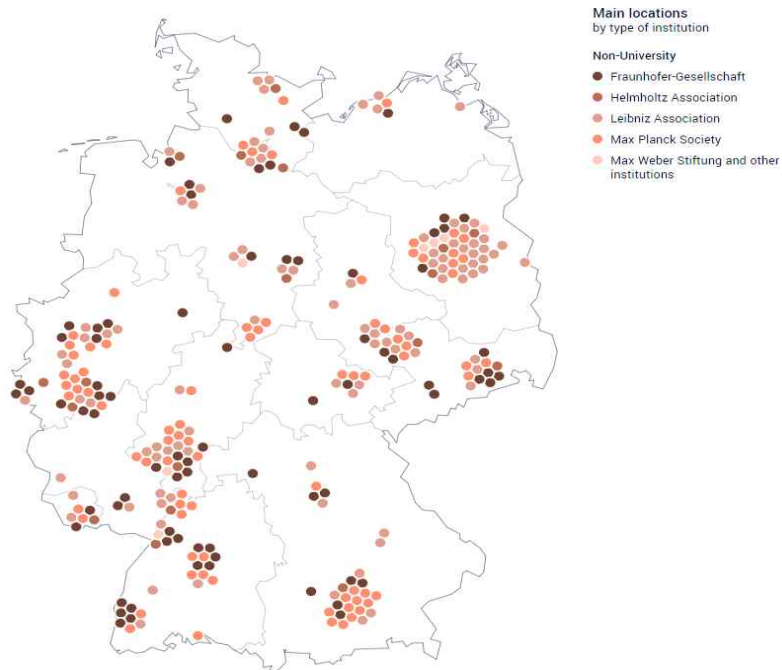 Main locations
by type of institution
Non-University
Fraunhofer-Gesellschaft
Helmholtz Association
Leibniz Association
Max Planck Society
Max Weber Stiftung and other
institutions